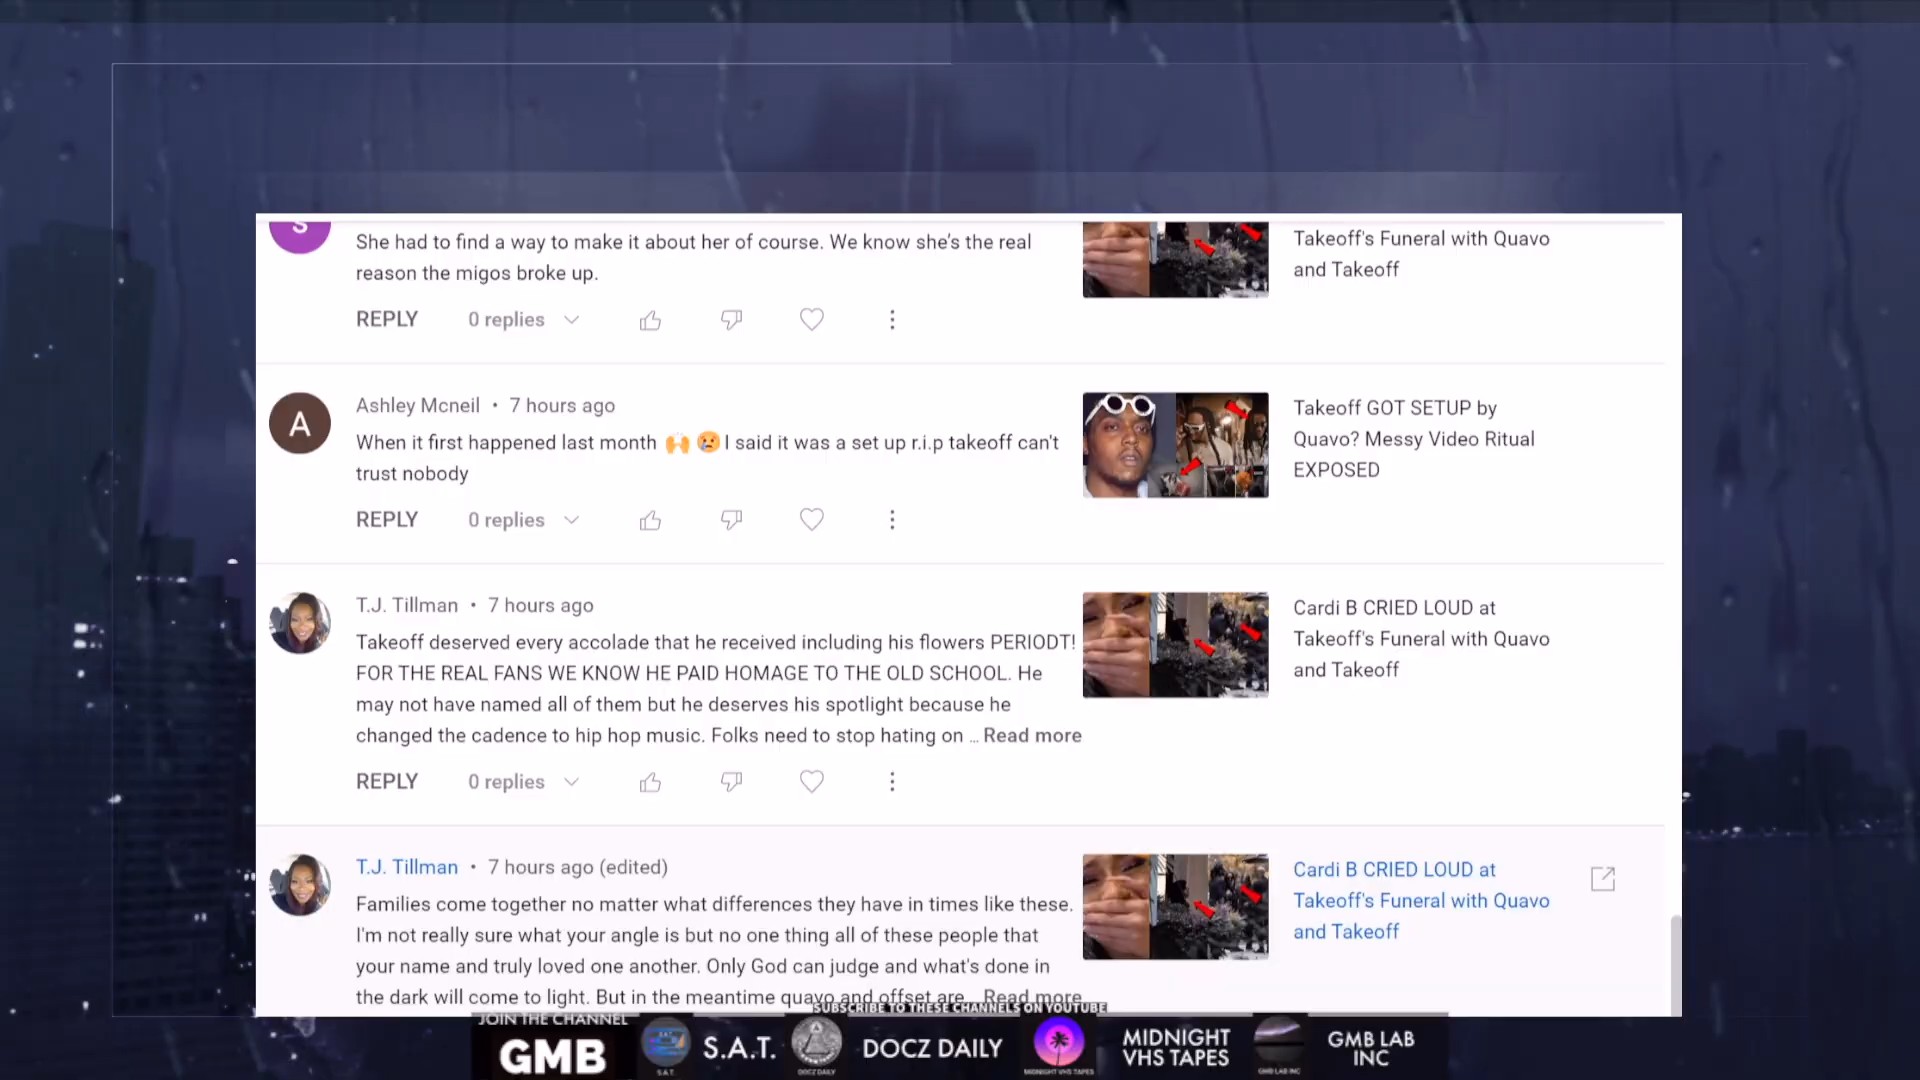 S
She had to find a way to make it about her of course. We know she's the real
reason the migos broke up.
REPLY 0 replies
Takeoff's Funeral with Quavo
and Takeoff
A
Ashley Mcneil • 7 hours ago
When it first happened last month 🙌 😢 I said it was a set up r.i.p takeoff can't
trust nobody
REPLY 0 replies
Takeoff GOT SETUP by
Quavo? Messy Video Ritual
EXPOSED
T.J. Tillman • 7 hours ago
Takeoff deserved every accolade that he received including his flowers PERIODT!
FOR THE REAL FANS WE KNOW HE PAID HOMAGE TO THE OLD SCHOOL. He
may not have named all of them but he deserves his spotlight because he
changed the cadence to hip hop music. Folks need to stop hating on ... Read more
REPLY 0 replies
Cardi B CRIED LOUD at
Takeoff's Funeral with Quavo
and Takeoff
T.J. Tillman • 7 hours ago (edited)
Families come together no matter what differences they have in times like these.
I'm not really sure what your angle is but no one thing all of these people that
your name and truly loved one another. Only God can judge and what's done in
the dark will come to light. But in the meantime quavo and offset are... Read more
Cardi B CRIED LOUD at
Takeoff's Funeral with Quavo
and Takeoff
SUBSCRIBE TO THESE CHANNELS ON YOUTUBE
JOIN THE CHANNEL
GMB
S.A.T.
S.A.T.
DOCZ DAILY
DOCZ DAILY
MIDNIGHT VHS TAPES
MIDNIGHT
VHS TAPES
GMB LAB INC
GMB LAB
INC